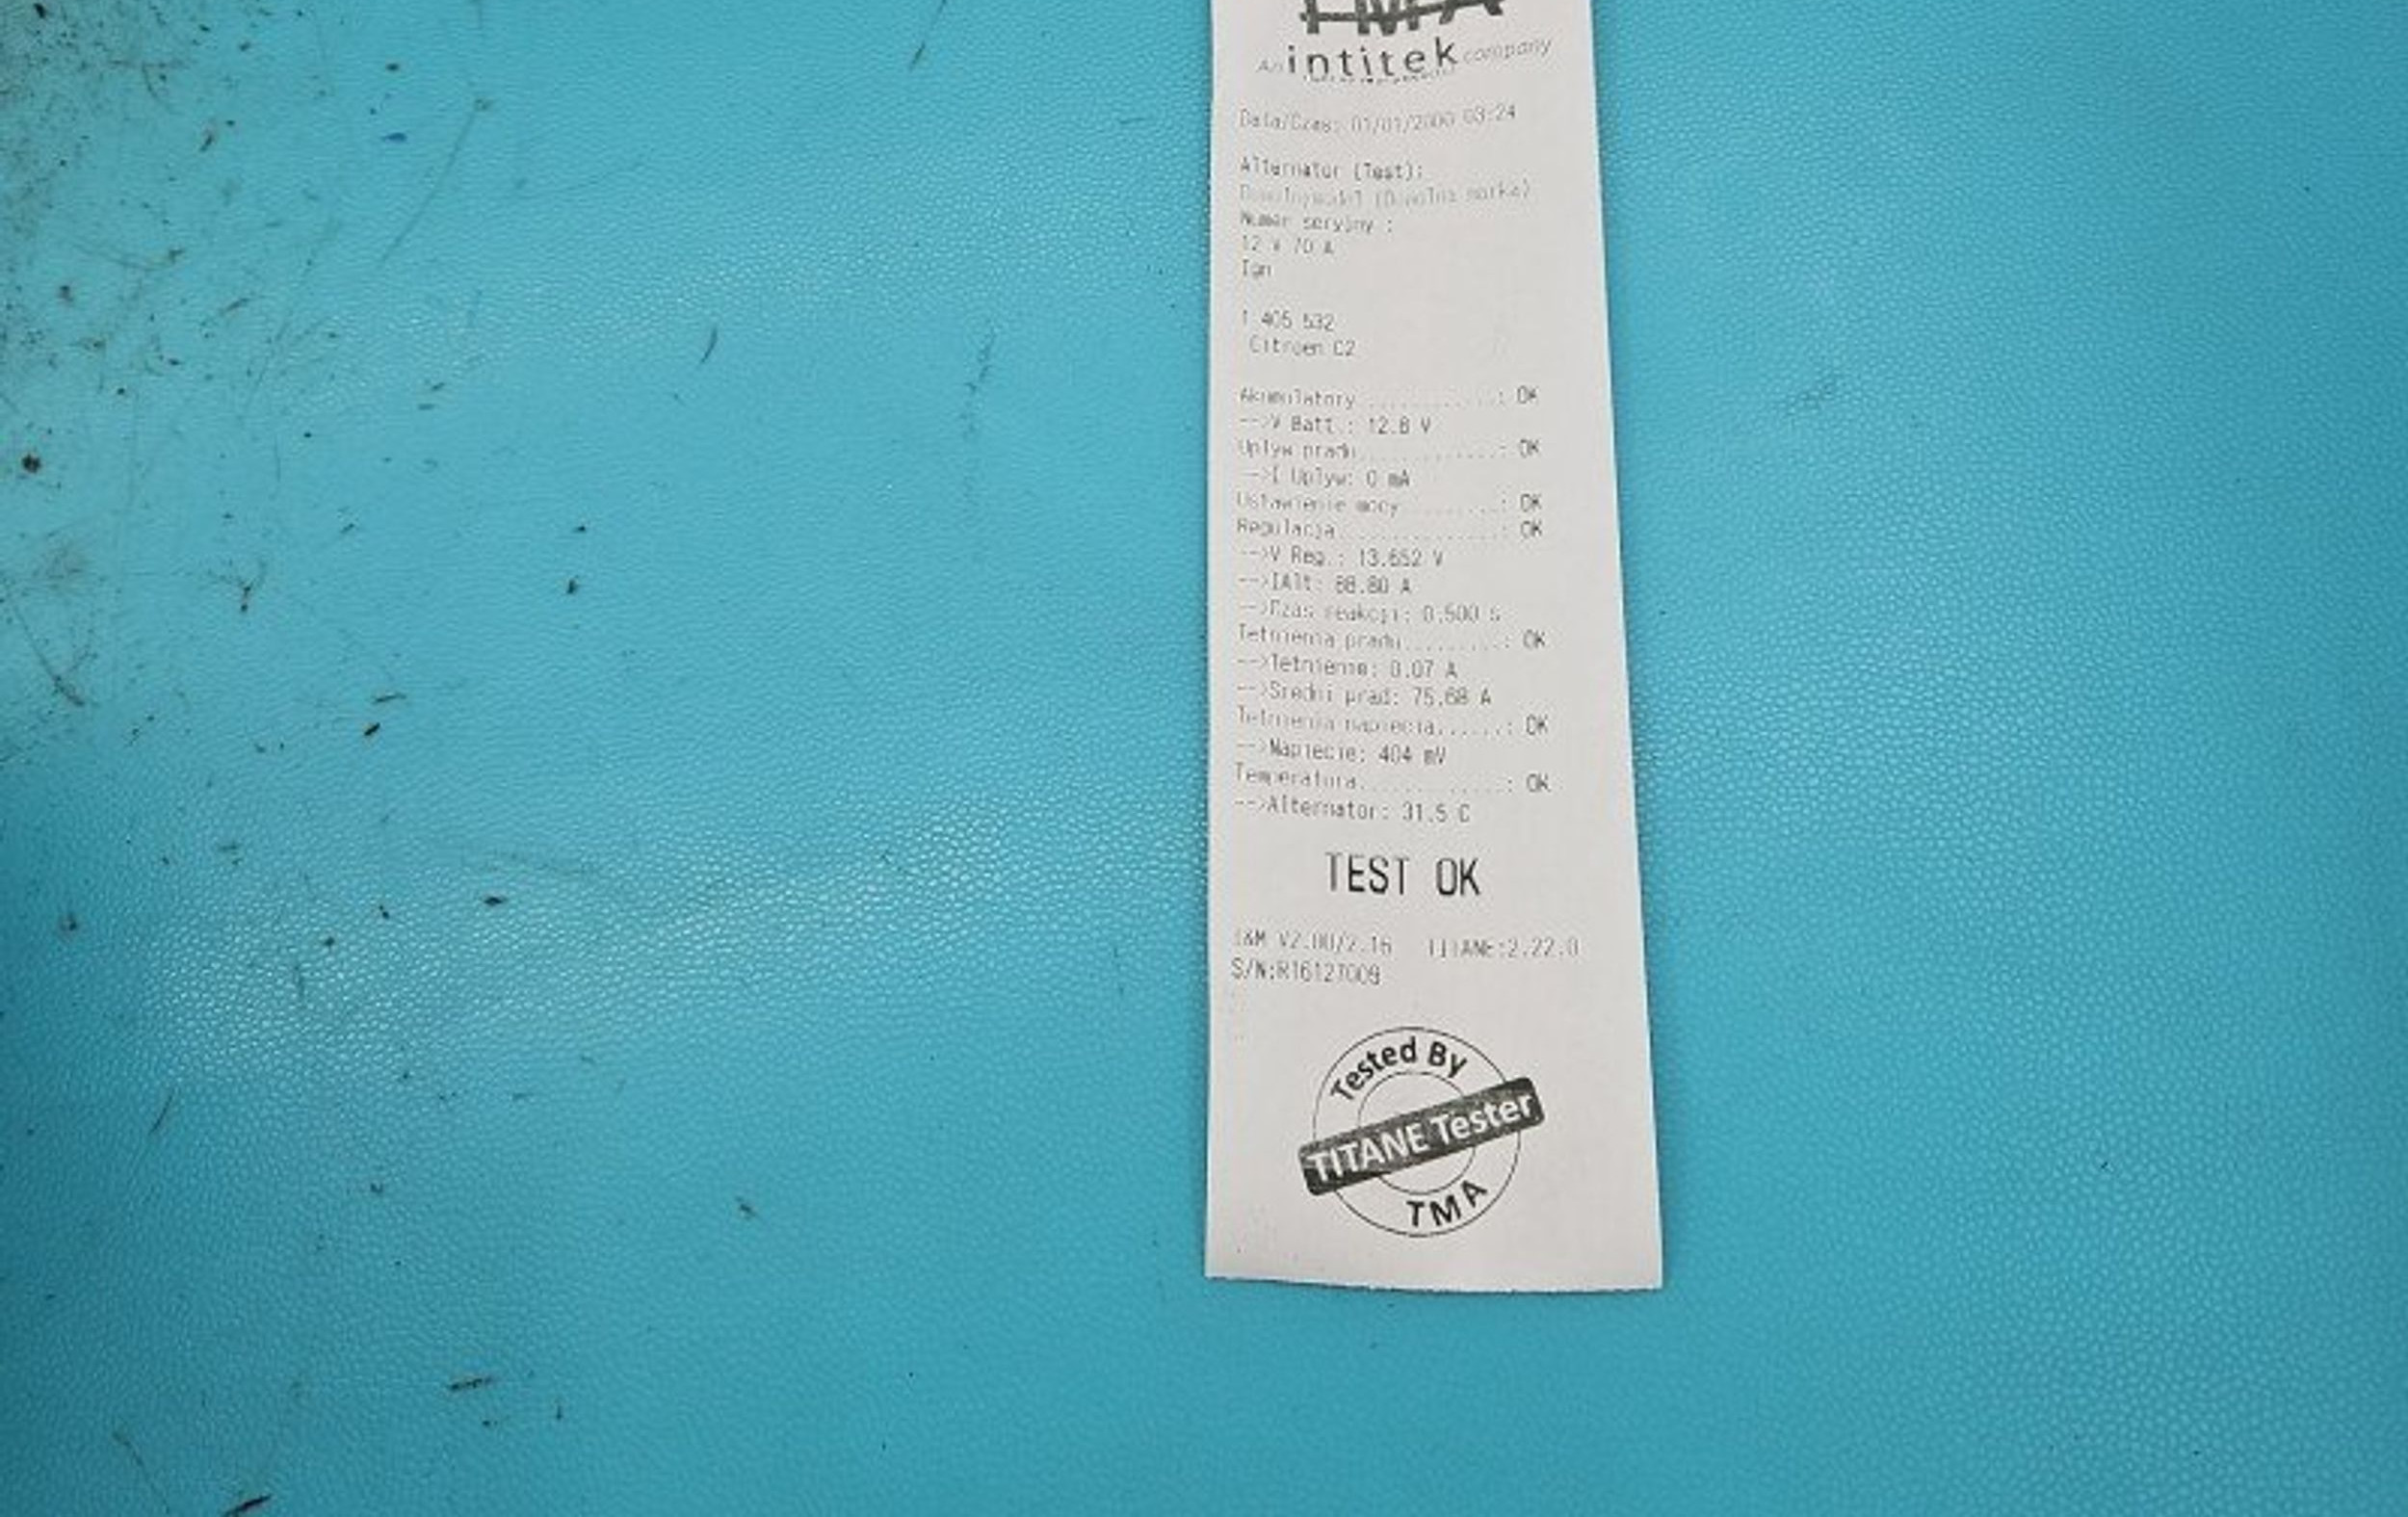 TMA
An intitek company
Data/Czas: 01/01/2000 03:24
Alternator (Test):
(Dowolna marka)
Numer seryjny :
12 V 70 A
Ign
1 405 532
Citroen C2
Akumulatory ............: OK
-->V Batt.: 12.8 V
Uplyw pradu.............: OK
-->I Uplyw: 0 mA
Ustawienie mocy.........: OK
Regulacja...............: OK
-->V Reg.: 13.652 V
-->IAlt: 88.80 A
-->Czas reakcji: 0.500 s
Tetnienia pradu.........: OK
-->Tetnienie: 8.07 A
-->Sredni prad: 75.68 A
Tetnienia napiecia......: OK
-->Napiecie: 404 mV
Temperatura.............: OK
-->Alternator: 31.5 C
TEST OK
I&M V2.00/2.16 TITANE:2.22.0
S/N:R16127009
Tested By
TITANE Tester
TMA